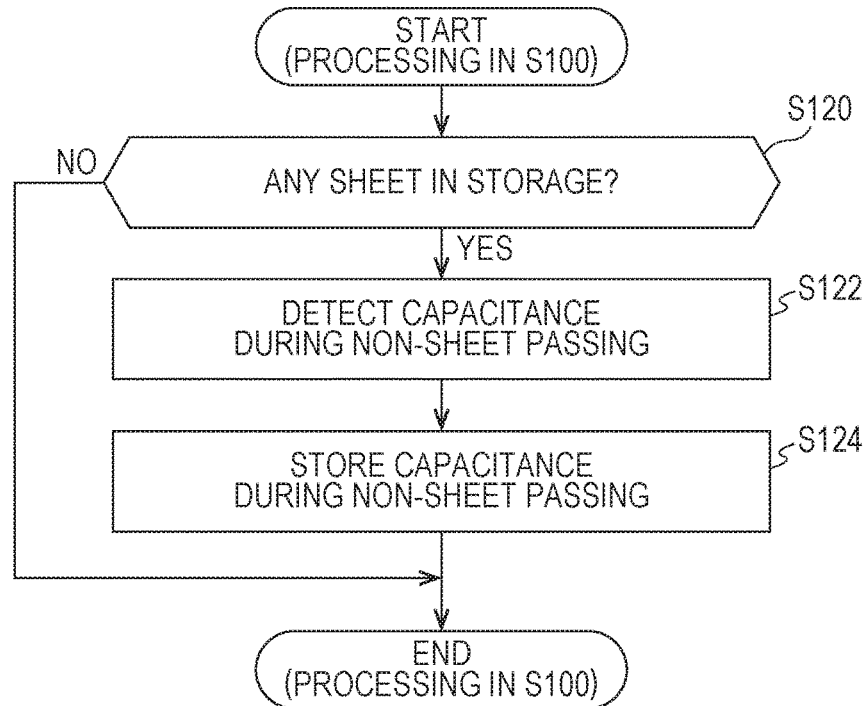 START
(PROCESSING IN S100)
S120
NO
ANY SHEET IN STORAGE?
YES
S122
DETECT CAPACITANCE
DURING NON-SHEET PASSING
S124
STORE CAPACITANCE
DURING NON-SHEET PASSING
END
(PROCESSING IN S100)